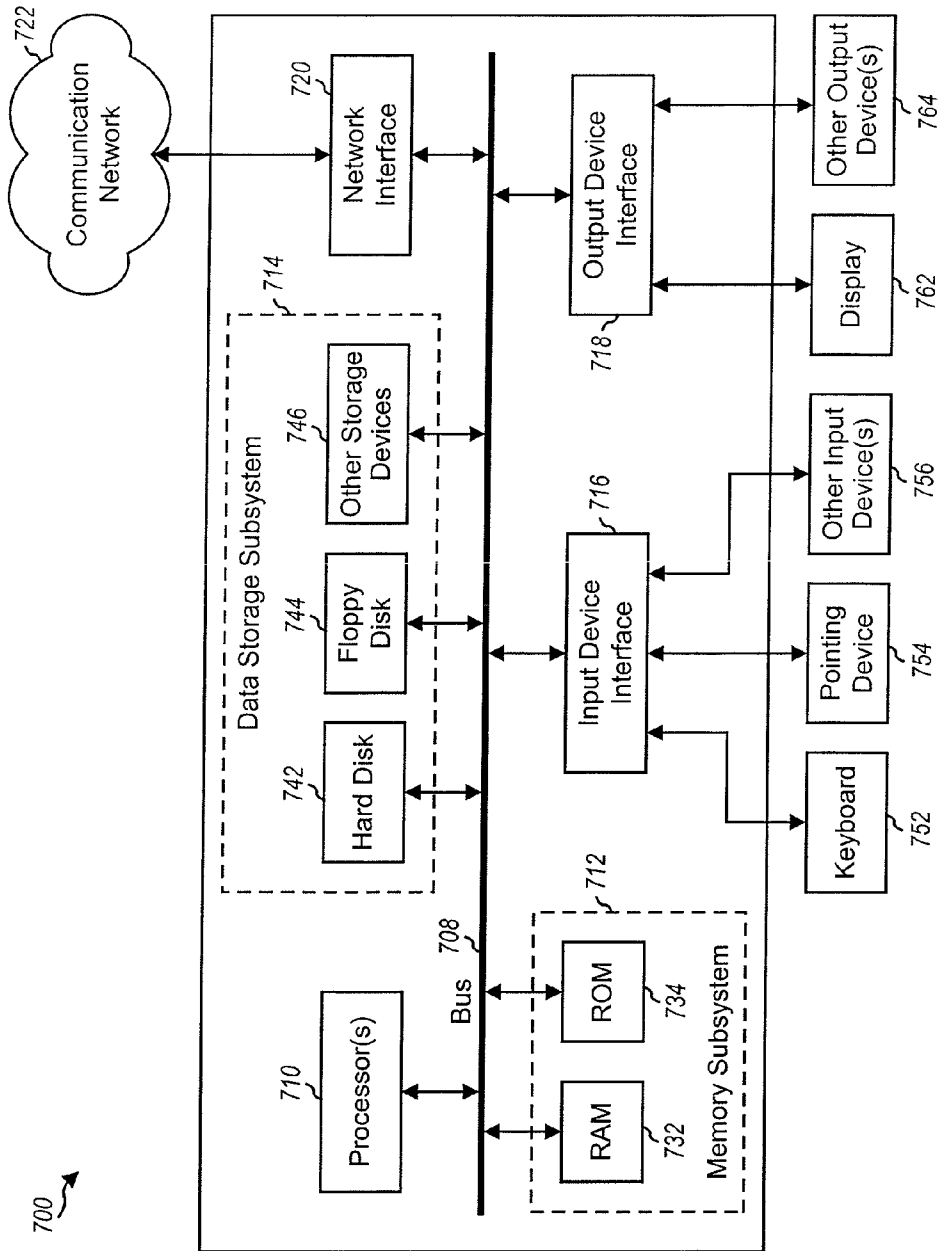 700
Communication
Network
722
710
Processor(s)
Data Storage Subsystem
714
742
Hard Disk
744
Floppy
Disk
746
Other Storage
Devices
720
Network
Interface
Bus
708
RAM
732
ROM
734
712
Memory Subsystem
Input Device
Interface
716
Output Device
Interface
718
Keyboard
752
Pointing
Device
754
Other Input
Device(s)
756
Display
762
Other Output
Device(s)
764